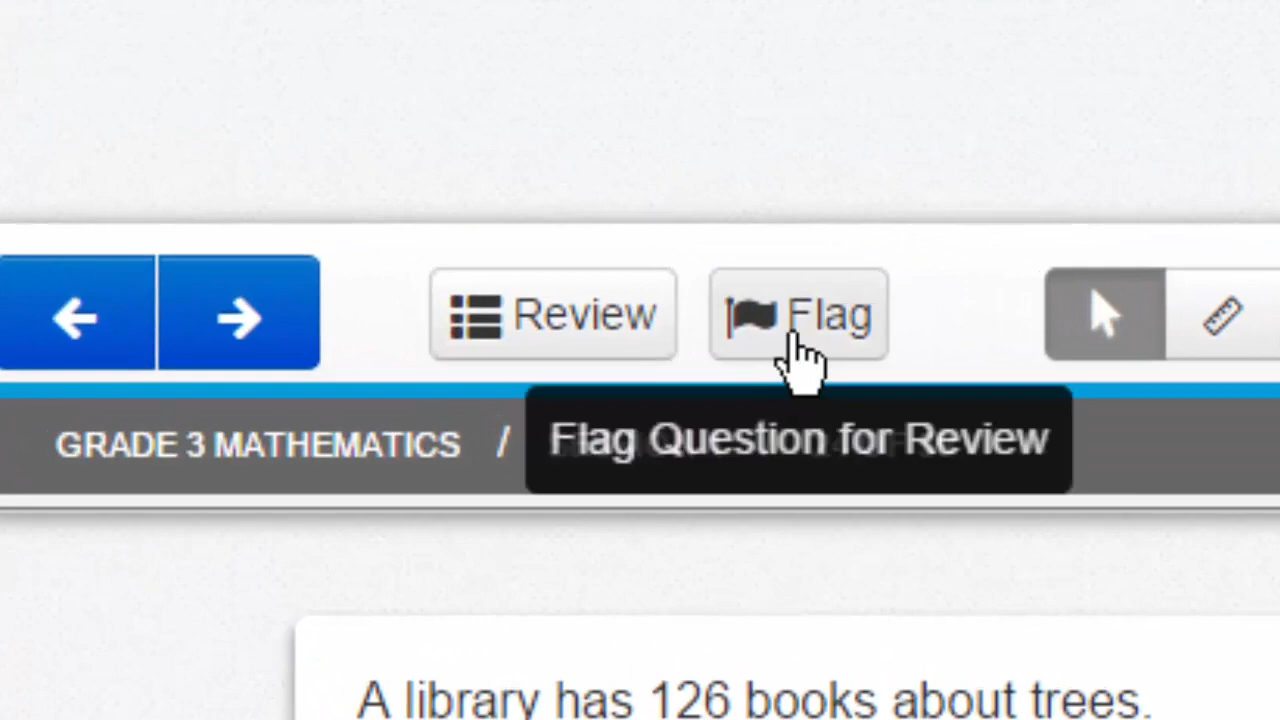 Review
Flag
GRADE 3 MATHEMATICS /
Flag Question for Review
A library has 126 books about trees.